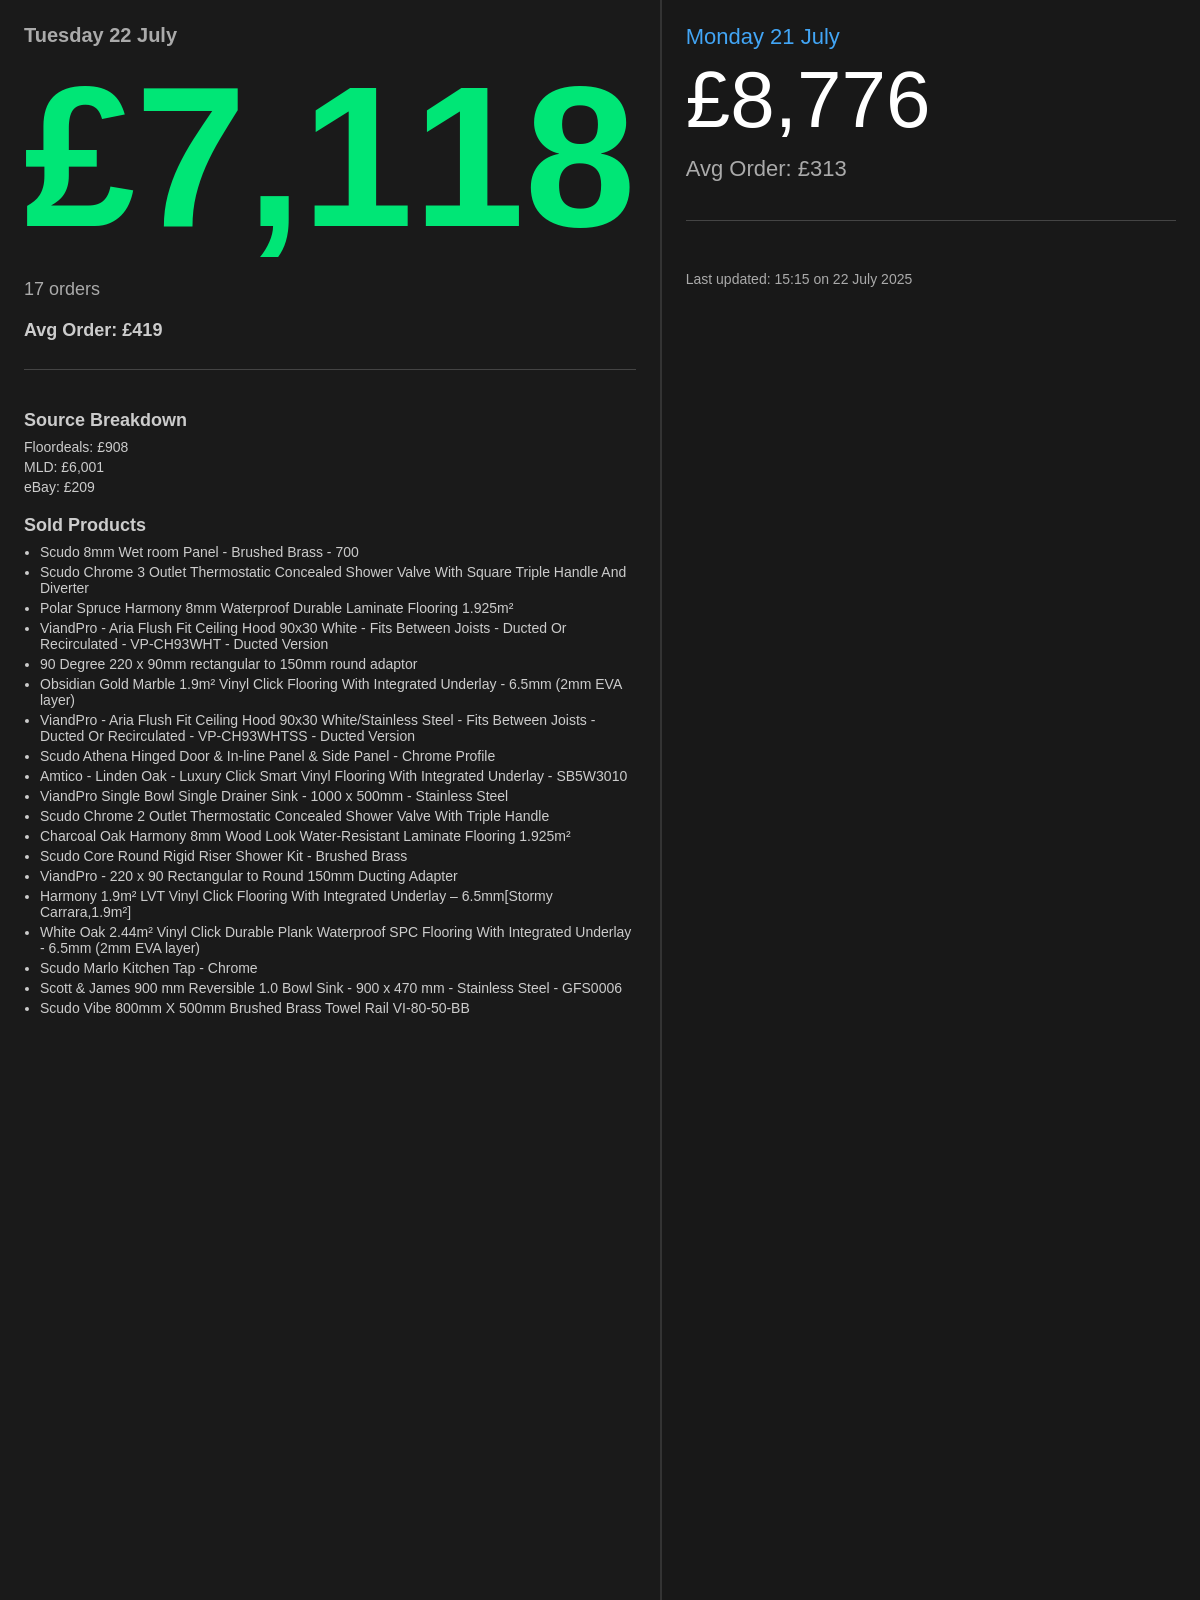 Tuesday 22 July
£7,118
17 orders
Avg Order: £419
Source Breakdown
Floordeals: £908
MLD: £6,001
eBay: £209
Sold Products
• Scudo 8mm Wet room Panel - Brushed Brass - 700
• Scudo Chrome 3 Outlet Thermostatic Concealed Shower Valve With Square Triple Handle And
Diverter
• Polar Spruce Harmony 8mm Waterproof Durable Laminate Flooring 1.925m²
• ViandPro - Aria Flush Fit Ceiling Hood 90x30 White - Fits Between Joists - Ducted Or
Recirculated - VP-CH93WHT - Ducted Version
• 90 Degree 220 x 90mm rectangular to 150mm round adaptor
• Obsidian Gold Marble 1.9m² Vinyl Click Flooring With Integrated Underlay - 6.5mm (2mm EVA
layer)
• ViandPro - Aria Flush Fit Ceiling Hood 90x30 White/Stainless Steel - Fits Between Joists -
Ducted Or Recirculated - VP-CH93WHTSS - Ducted Version
• Scudo Athena Hinged Door & In-line Panel & Side Panel - Chrome Profile
• Amtico - Linden Oak - Luxury Click Smart Vinyl Flooring With Integrated Underlay - SB5W3010
• ViandPro Single Bowl Single Drainer Sink - 1000 x 500mm - Stainless Steel
• Scudo Chrome 2 Outlet Thermostatic Concealed Shower Valve With Triple Handle
• Charcoal Oak Harmony 8mm Wood Look Water-Resistant Laminate Flooring 1.925m²
• Scudo Core Round Rigid Riser Shower Kit - Brushed Brass
• ViandPro - 220 x 90 Rectangular to Round 150mm Ducting Adapter
• Harmony 1.9m² LVT Vinyl Click Flooring With Integrated Underlay – 6.5mm[Stormy
Carrara,1.9m²]
• White Oak 2.44m² Vinyl Click Durable Plank Waterproof SPC Flooring With Integrated Underlay
- 6.5mm (2mm EVA layer)
• Scudo Marlo Kitchen Tap - Chrome
• Scott & James 900 mm Reversible 1.0 Bowl Sink - 900 x 470 mm - Stainless Steel - GFS0006
• Scudo Vibe 800mm X 500mm Brushed Brass Towel Rail VI-80-50-BB
Monday 21 July
£8,776
Avg Order: £313
Last updated: 15:15 on 22 July 2025